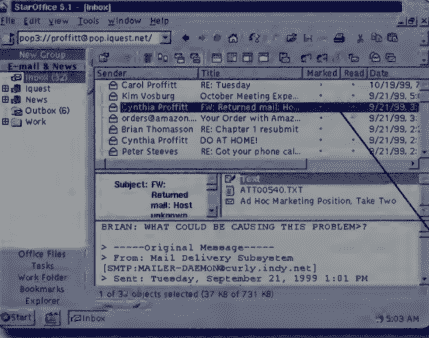 StarOffice 5.1 - [Inbox]
File Edit View Tools Window Help
pop3://proffitt@pop.iquest.net/
New Group
E-mail & News
Inbox (32)
Iquest
News
Outbox (6)
Work
Sender Title Marked Read Date
Carol Proffitt RE: Tuesday 10/19/99, 7
Kim Vosburg October Meeting Expe... 9/21/99, 5
Cynthia Proffitt FW: Returned mail: Ho... 9/21/99, 3:
orders@amazon... Your Order with Amaz... 9/21/99, 3:
Brian Thomasson RE: Chapter 1 resubmit 9/21/99, 2:
Cynthia Proffitt DO AT HOME! 9/21/99, 2:
Peter Steeves RE: Got your phone cal... 9/21/99, 2:
Subject: FW:
Returned
mail: Host
unknown
Text
ATT00540.TXT
Ad Hoc Marketing Position, Take Two
BRIAN: WHAT COULD BE CAUSING THIS PROBLEM>?
> -----Original Message-----
> From: Mail Delivery Subsystem
[SMTP:MAILER-DAEMON@curly.indy.net]
> Sent: Tuesday, September 21, 1999 1:01 PM
Office Files
Tasks
Work Folder
Bookmarks
Explorer
1 of 32 objects selected (37 KB of 731 KB)
Start
Inbox
5:03 AM